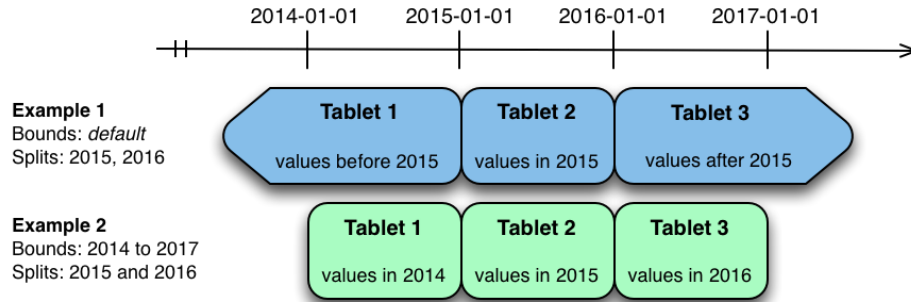 2014-01-01 2015-01-01 2016-01-01 2017-01-01
Example 1
Bounds: default
Splits: 2015, 2016
Tablet 1 Tablet 2 Tablet 3
values before 2015 values in 2015 values after 2015
Example 2
Bounds: 2014 to 2017
Splits: 2015 and 2016
Tablet 1 Tablet 2 Tablet 3
values in 2014 values in 2015 values in 2016